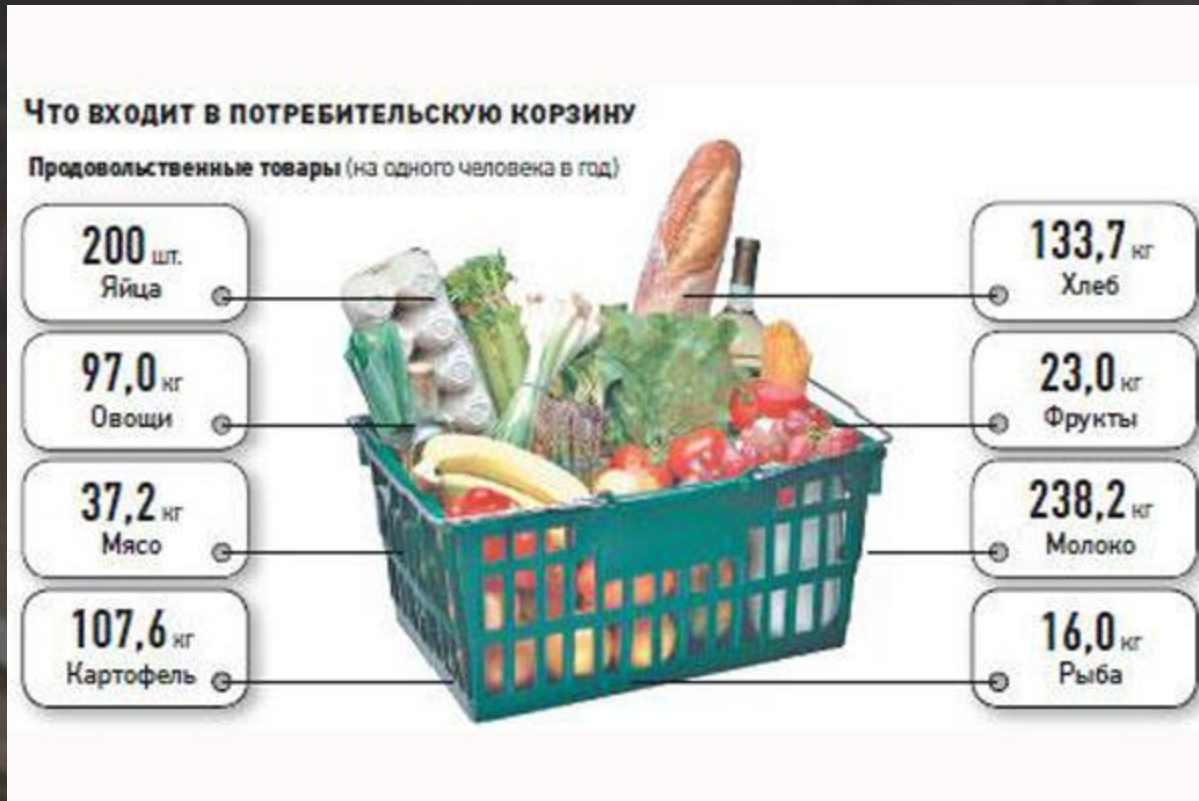 Что входит в потребительскую корзину
Продовольственные товары (на одного человека в год)
200 шт.
Яйца
97,0 кг
Овощи
37,2 кг
Мясо
107,6 кг
Картофель
133,7 кг
Хлеб
23,0 кг
Фрукты
238,2 кг
Молоко
16,0 кг
Рыба